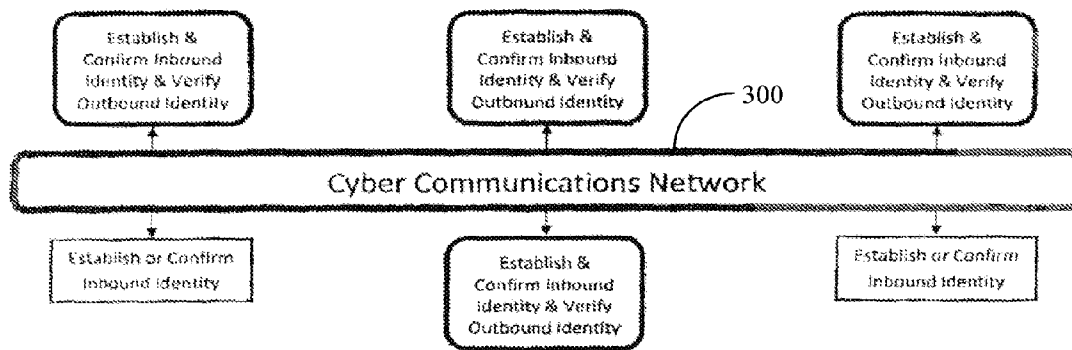 Establish &
Confirm Inbound
Identity & Verify
Outbound Identity
Establish &
Confirm Inbound
Identity & Verify
Outbound Identity
Establish &
Confirm Inbound
Identity & Verify
Outbound Identity
300
Cyber Communications Network
Establish or Confirm
Inbound Identity
Establish &
Confirm Inbound
Identity & Verify
Outbound Identity
Establish or Confirm
Inbound Identity